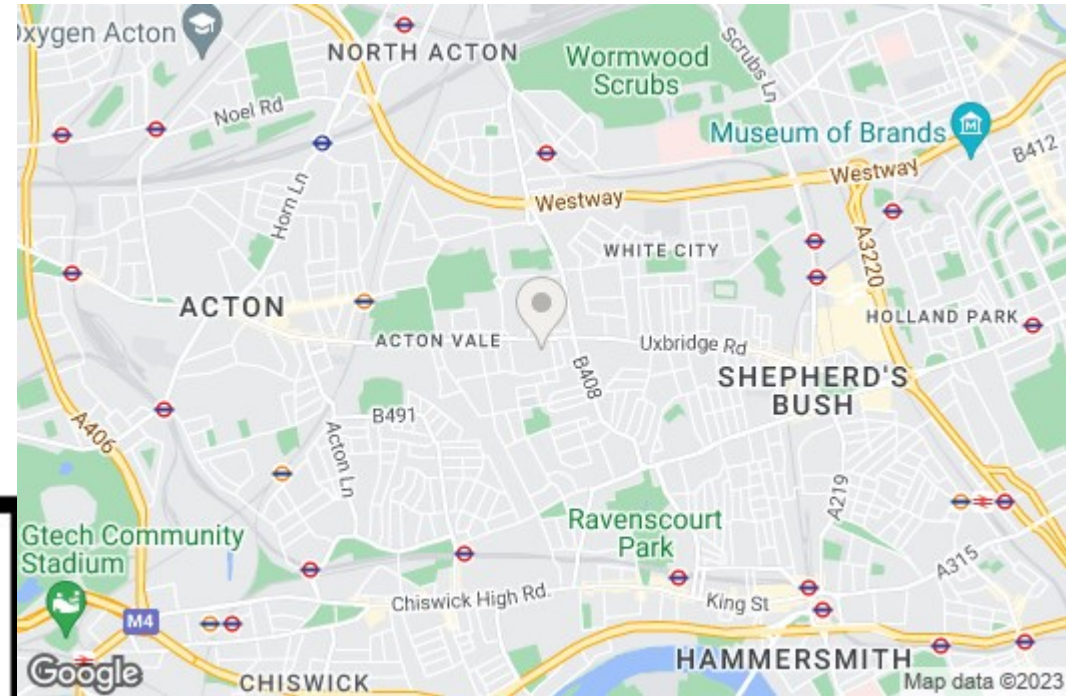 Oxygen Acton
NORTH ACTON
Wormwood
Scrubs
Scrubs Ln
Noel Rd
Museum of Brands
B412
Westway
Westway
Horn Ln
WHITE CITY
A3220
ACTON
HOLLAND PARK
ACTON VALE
Uxbridge Rd
B408
SHEPHERD'S
BUSH
B491
A406
Acton Ln
A219
Gtech Community
Stadium
Ravenscourt
Park
A315
Chiswick High Rd.
King St
M4
HAMMERSMITH
Google
CHISWICK
Map data ©2023